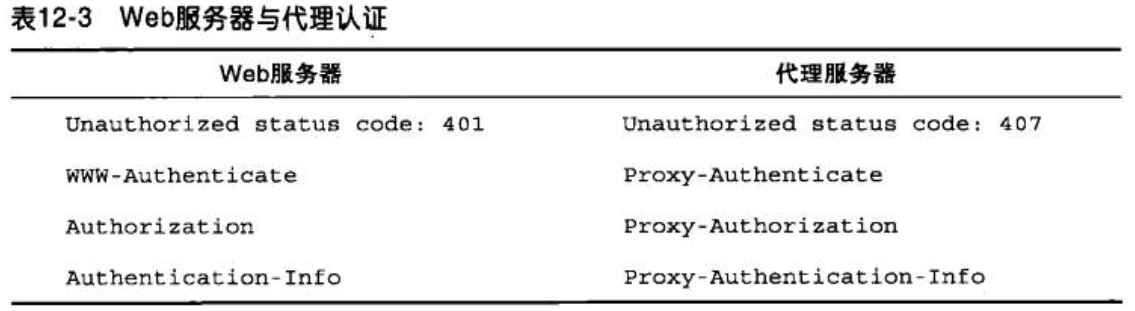 表12-3 Web服务器与代理认证
Web服务器 代理服务器
Unauthorized status code: 401 Unauthorized status code: 407
WWW-Authenticate Proxy-Authenticate
Authorization Proxy-Authorization
Authentication-Info Proxy-Authentication-Info